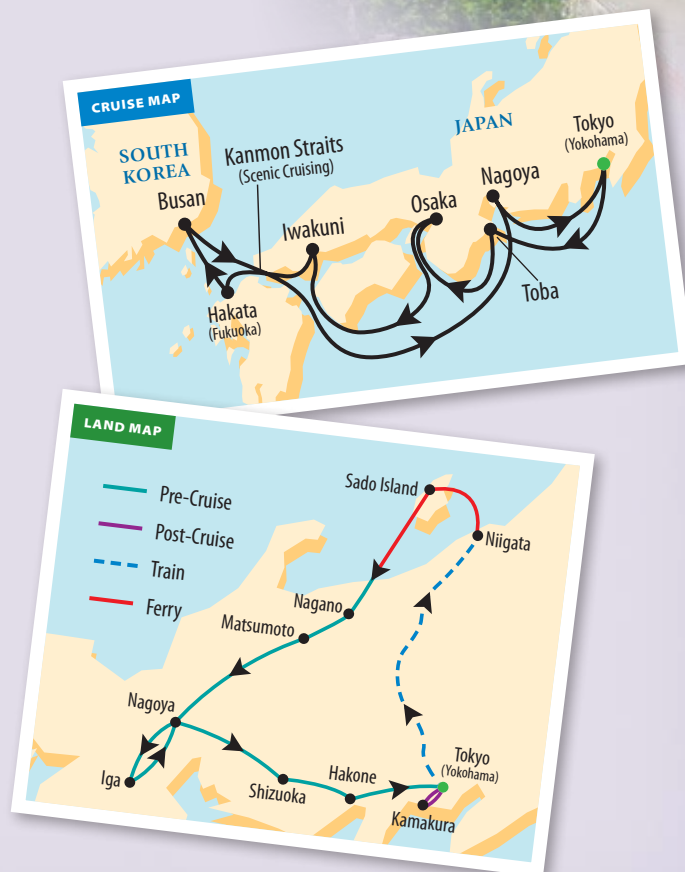 CRUISE MAP
SOUTH
KOREA
Busan
Kanmon Straits
(Scenic Cruising)
Iwakuni
Hakata
(Fukuoka)
JAPAN
Osaka
Nagoya
Toba
Tokyo
(Yokohama)
LAND MAP
Pre-Cruise
Post-Cruise
Train
Ferry
Sado Island
Niigata
Nagano
Matsumoto
Nagoya
Iga
Shizuoka
Hakone
Tokyo
(Yokohama)
Kamakura